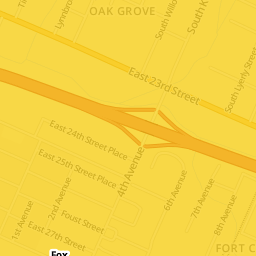 OAK GROVE
East 23rd Street
South Lyerly Street
East 24th Street Place
East 25th Street Place
4th Avenue
2nd Avenue
1st Avenue
6th Avenue
7th Avenue
8th Avenue
Foust Street
East 27th Street
FORT C
Fox